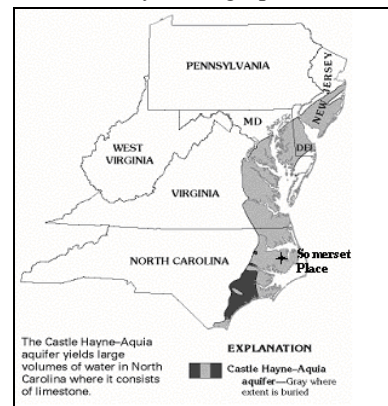 PENNSYLVANIA
NEW JERSEY
MD
DEL
WEST
VIRGINIA
VIRGINIA
NORTH CAROLINA
Somerset
Place
The Castle Hayne–Aquia
aquifer yields large
volumes of water in North
Carolina where it consists
of limestone.
EXPLANATION
Castle Hayne–Aquia
aquifer—Gray where
extent is buried